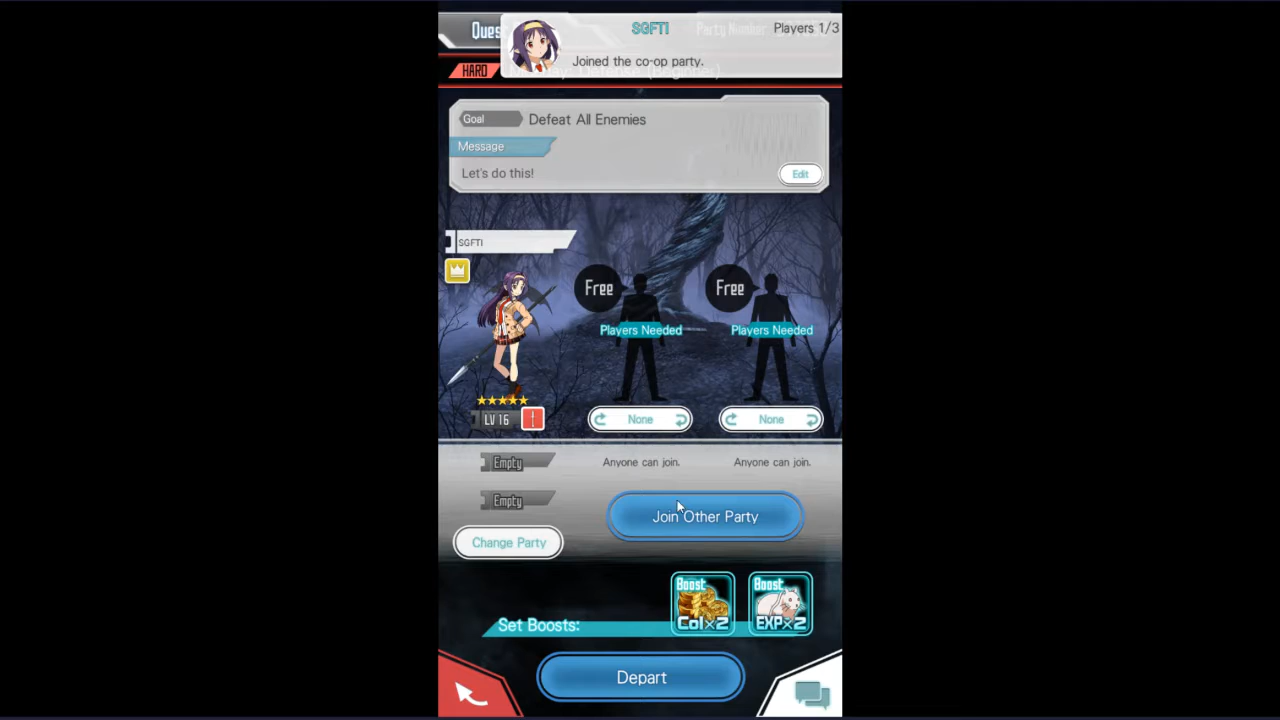 Ques
SGFTI
Party Number
Players 1/3
Joined the co-op party.
HARD
Goal
Defeat All Enemies
Message
Let's do this!
Edit
SGFTI
Free
Free
Players Needed
Players Needed
★★★★★
LV 16
None
None
Empty
Anyone can join.
Anyone can join.
Empty
Join Other Party
Change Party
Boost
Boost
Col×2
EXP×2
Set Boosts:
Depart